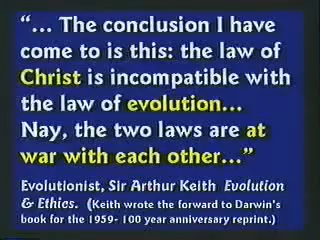 “... The conclusion I have
come to is this: the law of
Christ is incompatible with
the law of evolution...
Nay, the two laws are at
war with each other...”
Evolutionist, Sir Arthur Keith Evolution
& Ethics. (Keith wrote the forward to Darwin's
book for the 1959- 100 year anniversary reprint.)